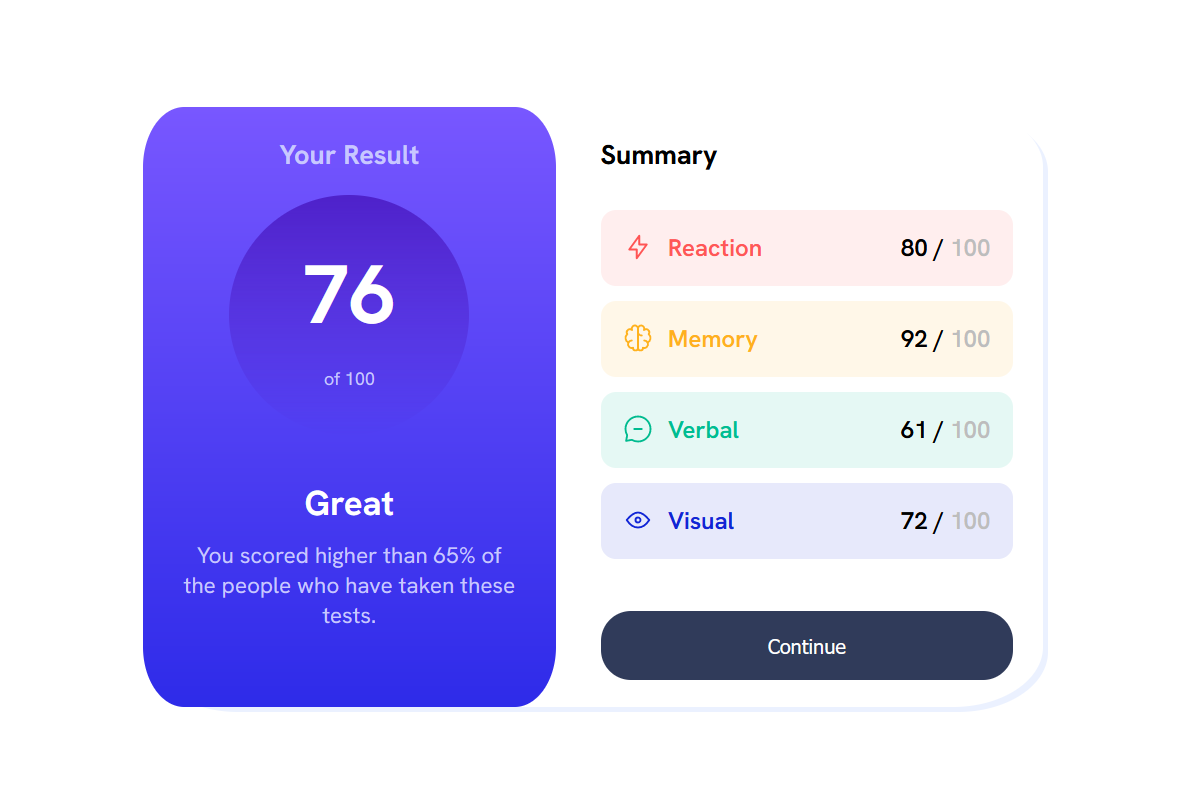 Your Result
76
of 100
Great
You scored higher than 65% of
the people who have taken these
tests.
Summary
Reaction 80 / 100
Memory 92 / 100
Verbal 61 / 100
Visual 72 / 100
Continue